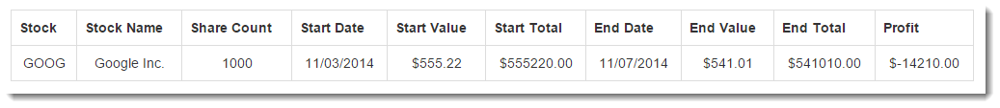 Stock Stock Name Share Count Start Date Start Value Start Total End Date End Value End Total Profit
GOOG Google Inc. 1000 11/03/2014 $555.22 $555220.00 11/07/2014 $541.01 $541010.00 $-14210.00